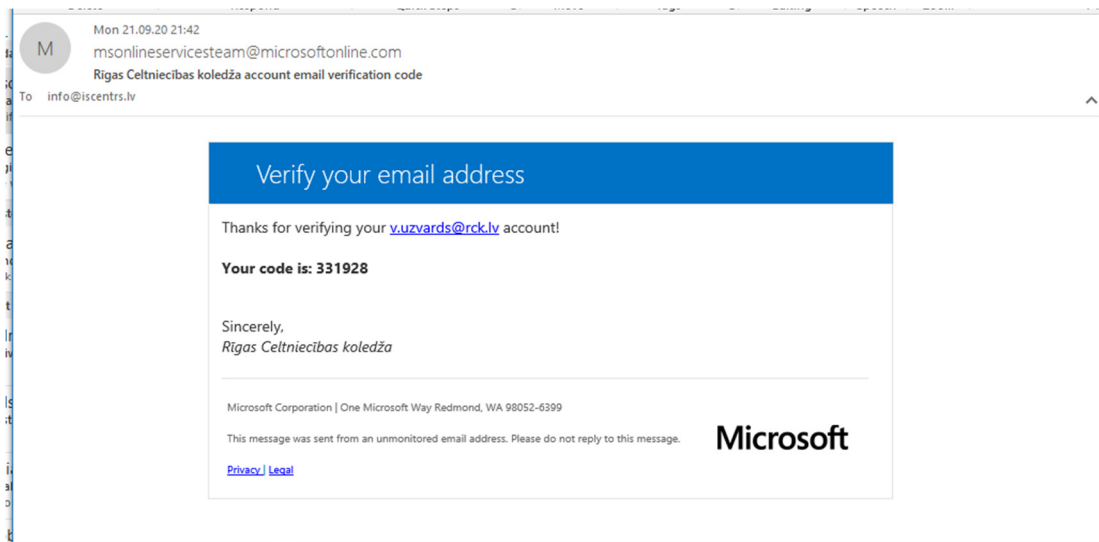 M
Mon 21.09.20 21:42
msonlineservicesteam@microsoftonline.com
Rīgas Celtniecības koledža account email verification code
To info@iscentrs.lv
Verify your email address
Thanks for verifying your v.uzvards@rck.lv account!
Your code is: 331928
Sincerely,
Rīgas Celtniecības koledža
Microsoft Corporation | One Microsoft Way Redmond, WA 98052-6399
This message was sent from an unmonitored email address. Please do not reply to this message.
Microsoft
Privacy | Legal